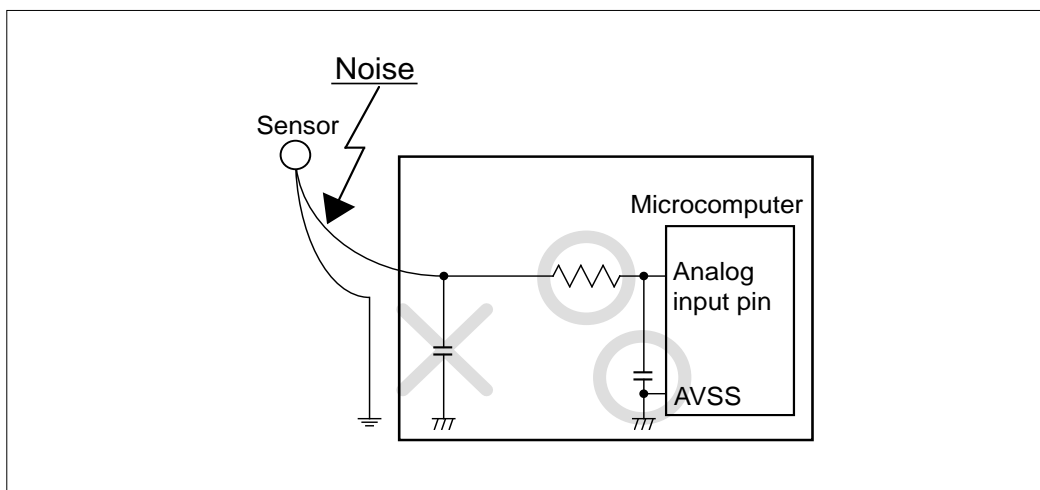 Noise
Sensor
Microcomputer
Analog
input pin
AVSS